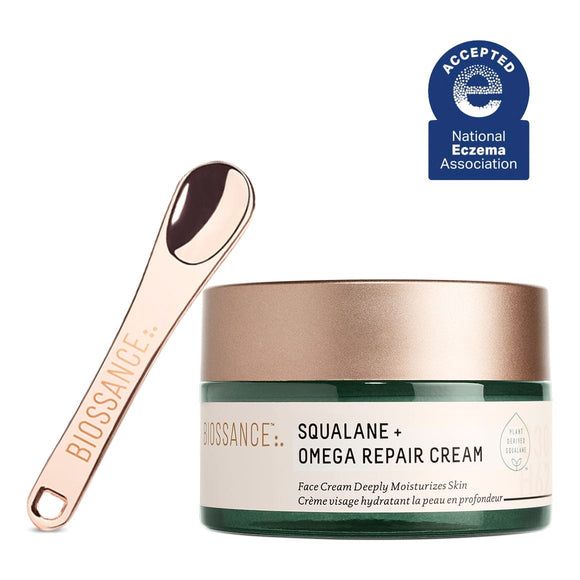 ACCEPTED
National
Eczema
Association
BIOSSANCE
BIOSSANCE™
SQUALANE +
OMEGA REPAIR CREAM
Face Cream Deeply Moisturizes Skin
Crème visage hydratant la peau en profondeur
PLANT
DERIVED
SQUALANE